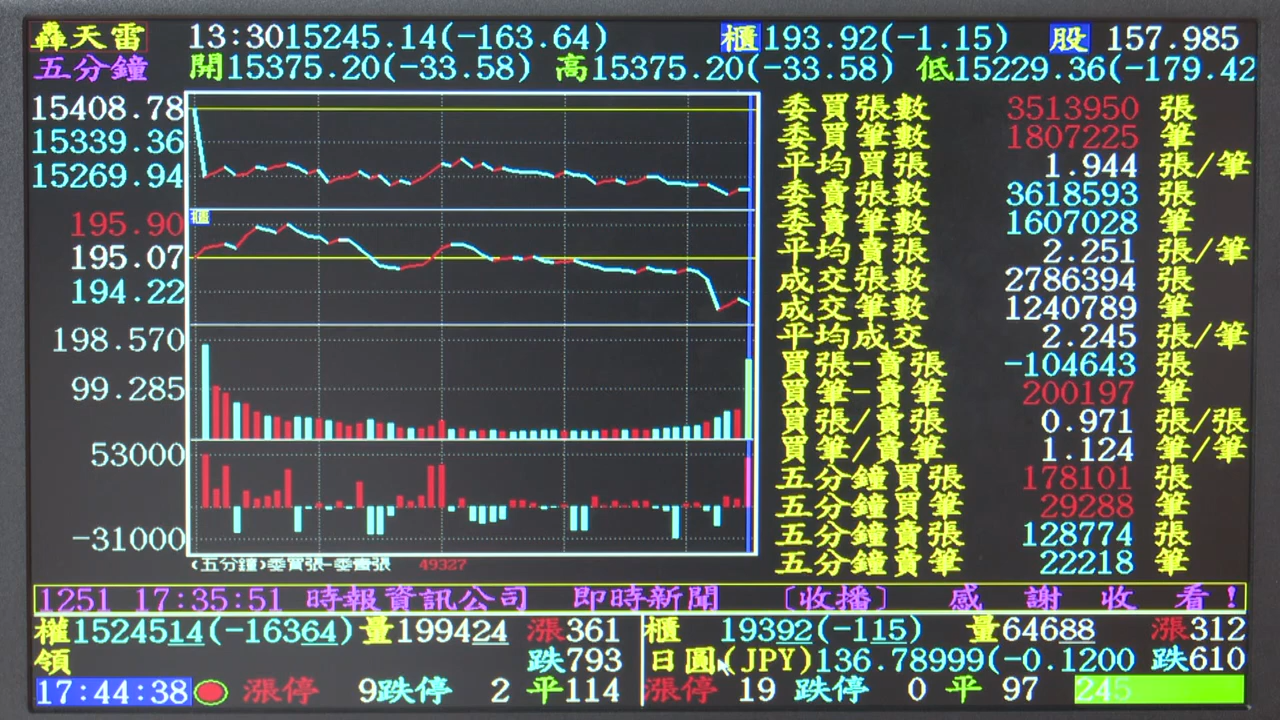 轟天雷 13:30 15245.14(-163.64) 櫃 193.92(-1.15) 股 157.985
五分鐘 開15375.20(-33.58) 高15375.20(-33.58) 低15229.36(-179.42
15408.78
15339.36
15269.94
櫃
195.90
195.07
194.22
198.570
99.285
53000
-31000
(五分鐘)委買張-委賣張 49327
委買張數 3513950 張
委買筆數 1807225 筆
平均買張 1.944 張/筆
委賣張數 3618593 張
委賣筆數 1607028 筆
平均賣張 2.251 張/筆
成交張數 2786394 張
成交筆數 1240789 筆
平均成交 2.245 張/筆
買張-賣張 -104643 張
買筆-賣筆 200197 筆
買張/賣張 0.971 張/張
買筆/賣筆 1.124 筆/筆
五分鐘買張 178101 張
五分鐘買筆 29288 筆
五分鐘賣張 128774 張
五分鐘賣筆 22218 筆
1251 17:35:51 時報資訊公司 即時新聞 〔收播〕 感 謝 收 看！
權1524514(-16364)量199424 漲361 櫃 19392(-115) 量64688 漲312
領 跌793 日圓(JPY)136.78999(-0.1200 跌610
17:44:38 漲停 9跌停 2 平114 漲停 19 跌停 0 平 97 245